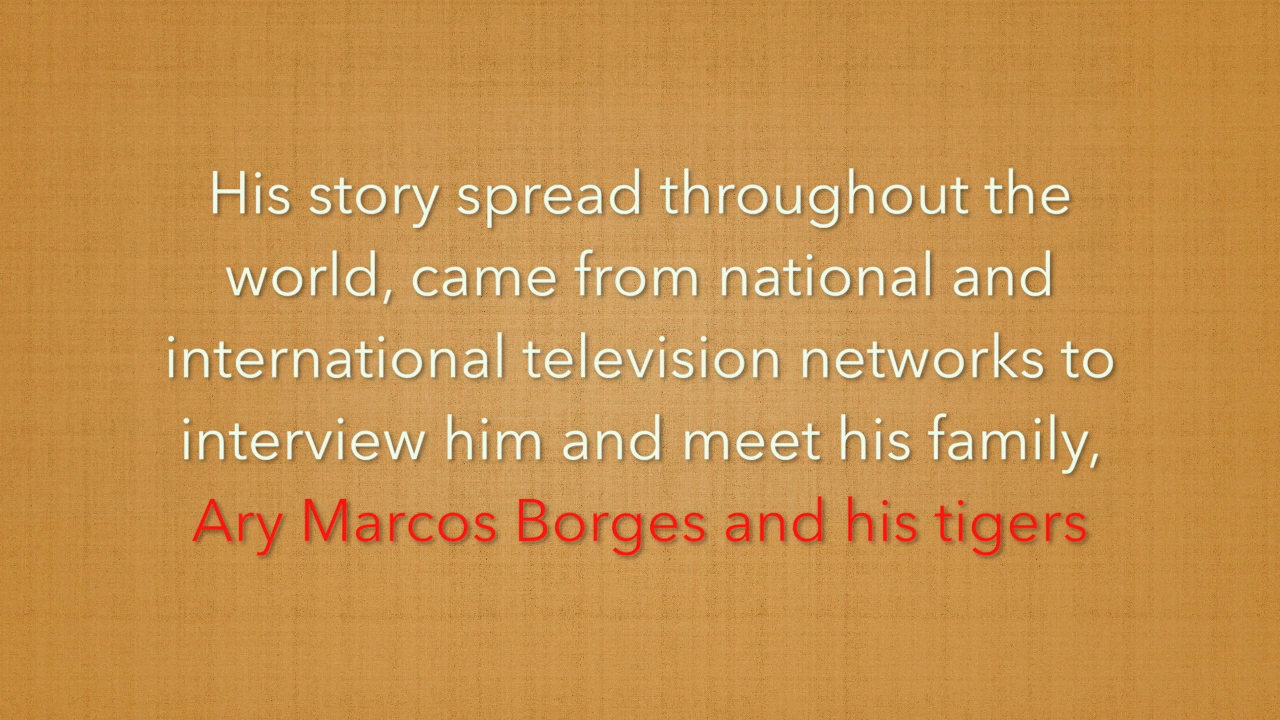 His story spread throughout the
world, came from national and
international television networks to
interview him and meet his family,
Ary Marcos Borges and his tigers